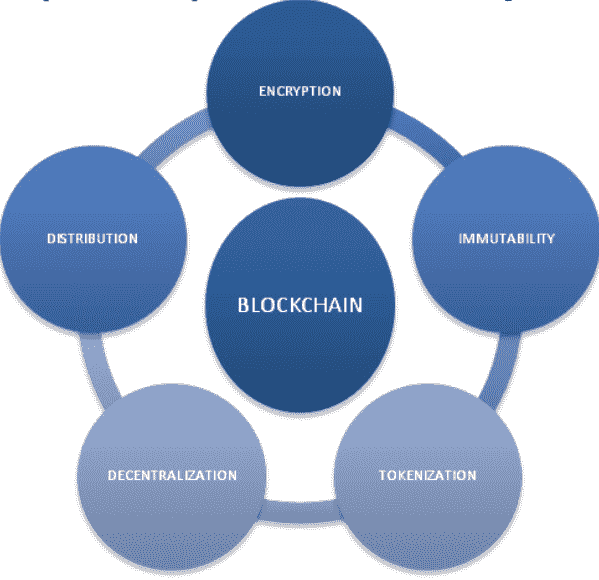 ENCRYPTION
IMMUTABILITY
TOKENIZATION
DECENTRALIZATION
DISTRIBUTION
BLOCKCHAIN